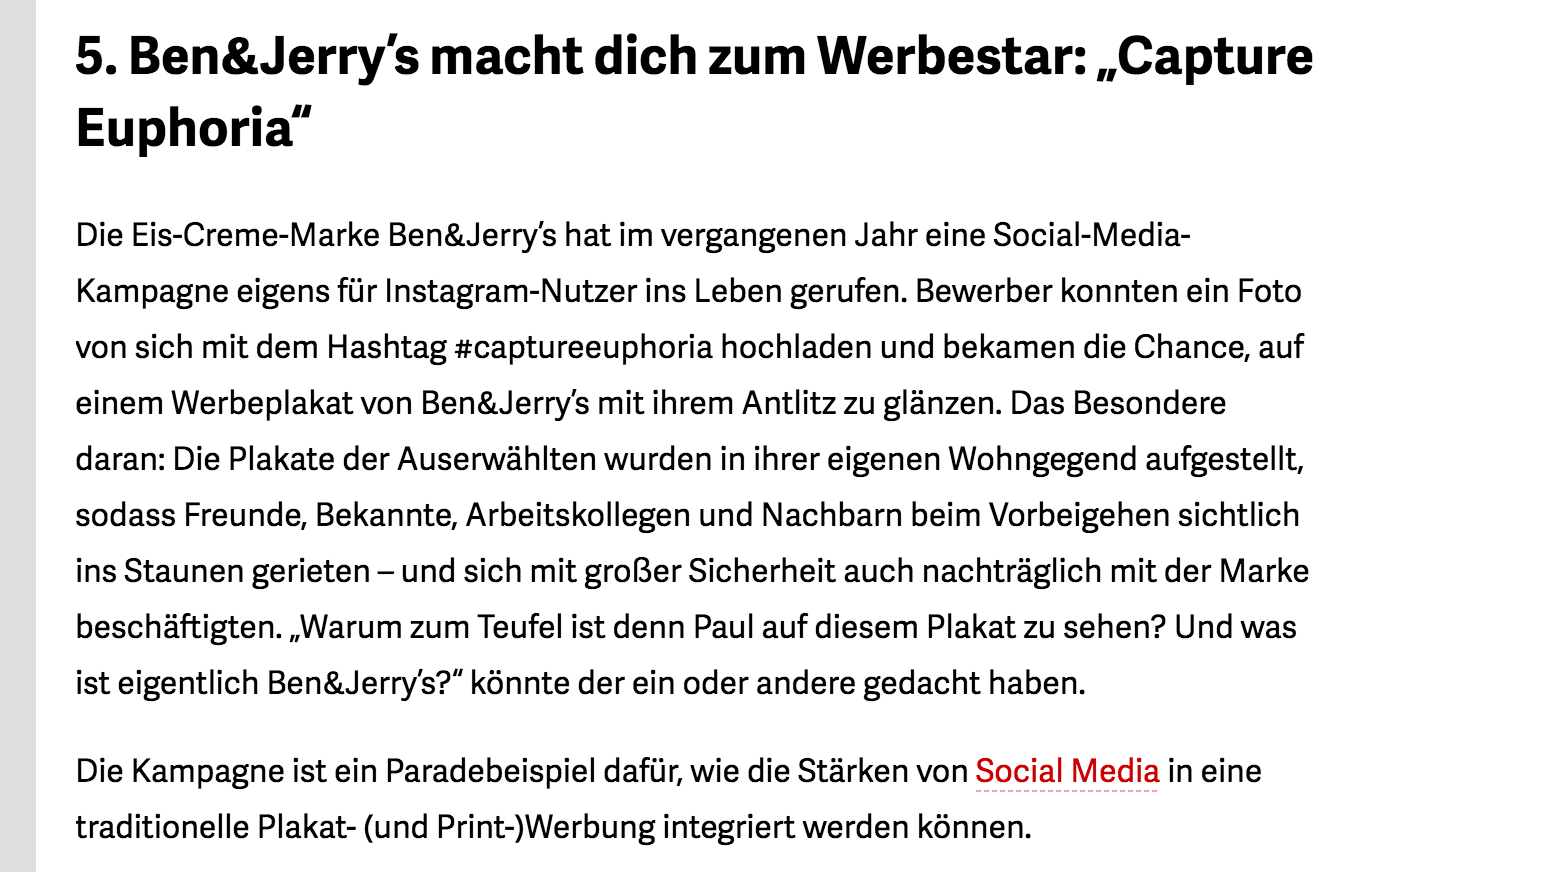 5. Ben&Jerry’s macht dich zum Werbestar: „Capture
Euphoria“
Die Eis-Creme-Marke Ben&Jerry’s hat im vergangenen Jahr eine Social-Media-
Kampagne eigens für Instagram-Nutzer ins Leben gerufen. Bewerber konnten ein Foto
von sich mit dem Hashtag #captureeuphoria hochladen und bekamen die Chance, auf
einem Werbeplakat von Ben&Jerry’s mit ihrem Antlitz zu glänzen. Das Besondere
daran: Die Plakate der Auserwählten wurden in ihrer eigenen Wohngegend aufgestellt,
sodass Freunde, Bekannte, Arbeitskollegen und Nachbarn beim Vorbeigehen sichtlich
ins Staunen gerieten – und sich mit großer Sicherheit auch nachträglich mit der Marke
beschäftigten. „Warum zum Teufel ist denn Paul auf diesem Plakat zu sehen? Und was
ist eigentlich Ben&Jerry’s?“ könnte der ein oder andere gedacht haben.
Die Kampagne ist ein Paradebeispiel dafür, wie die Stärken von Social Media in eine
traditionelle Plakat- (und Print-)Werbung integriert werden können.